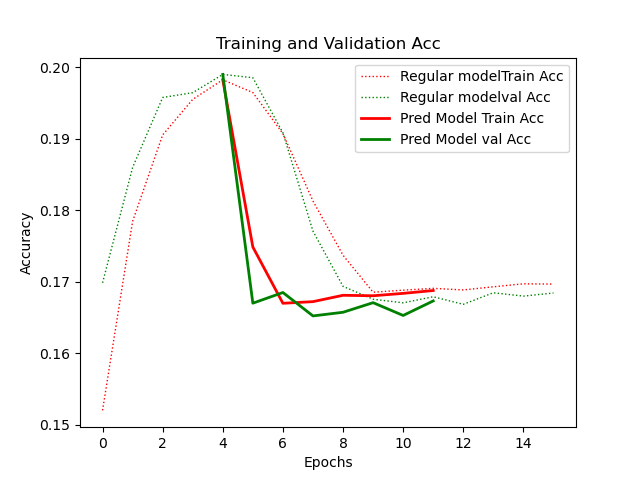 Training and Validation Acc
Regular modelTrain Acc
Regular modelval Acc
Pred Model Train Acc
Pred Model val Acc
0.20
0.19
0.18
0.17
0.16
0.15
Accuracy
0 2 4 6 8 10 12 14
Epochs